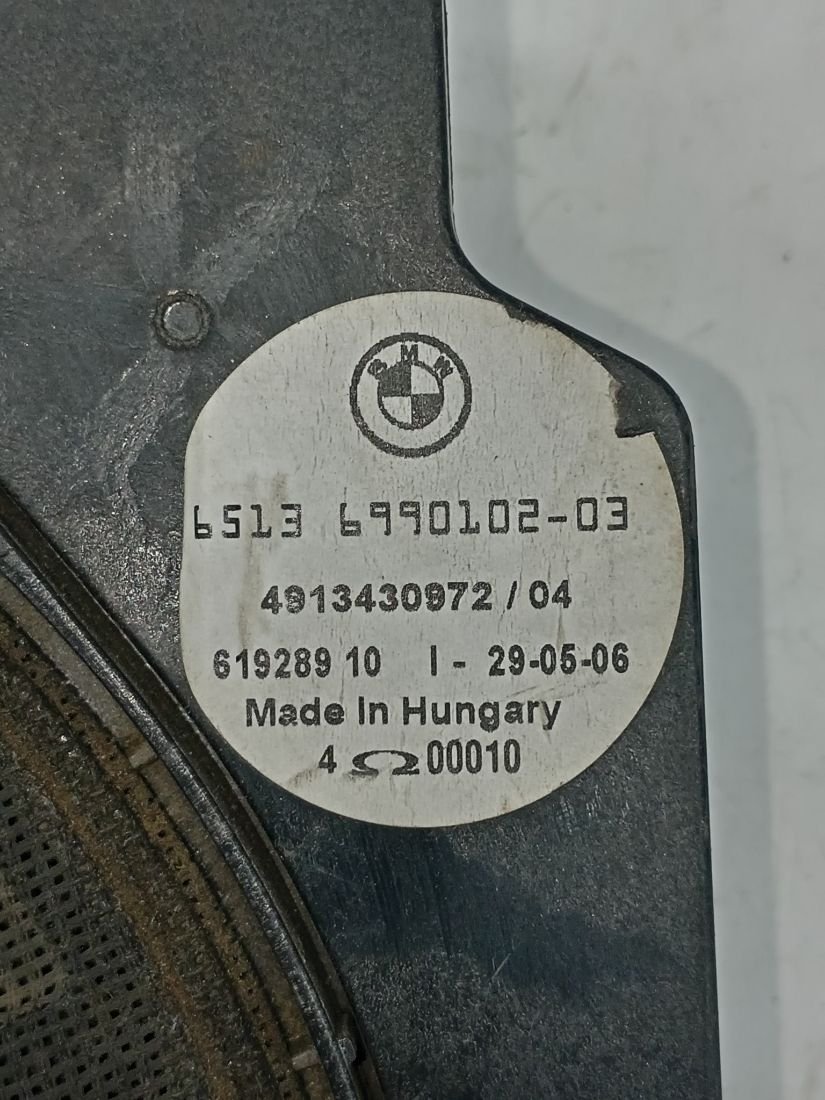 BMW
6513 6990102-03
4913430972 / 04
619289 10 I - 29-05-06
Made In Hungary
4 Ω 00010